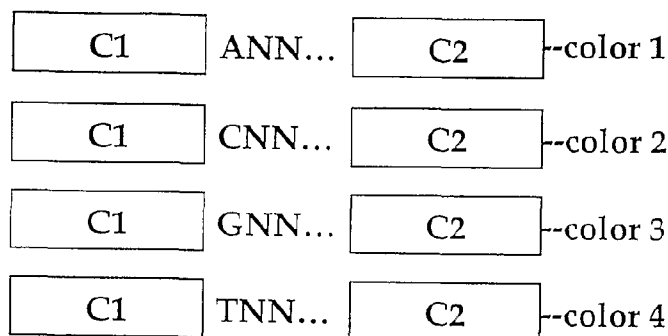 C1 ANN... C2 --color 1
C1 CNN... C2 --color 2
C1 GNN... C2 --color 3
C1 TNN... C2 --color 4